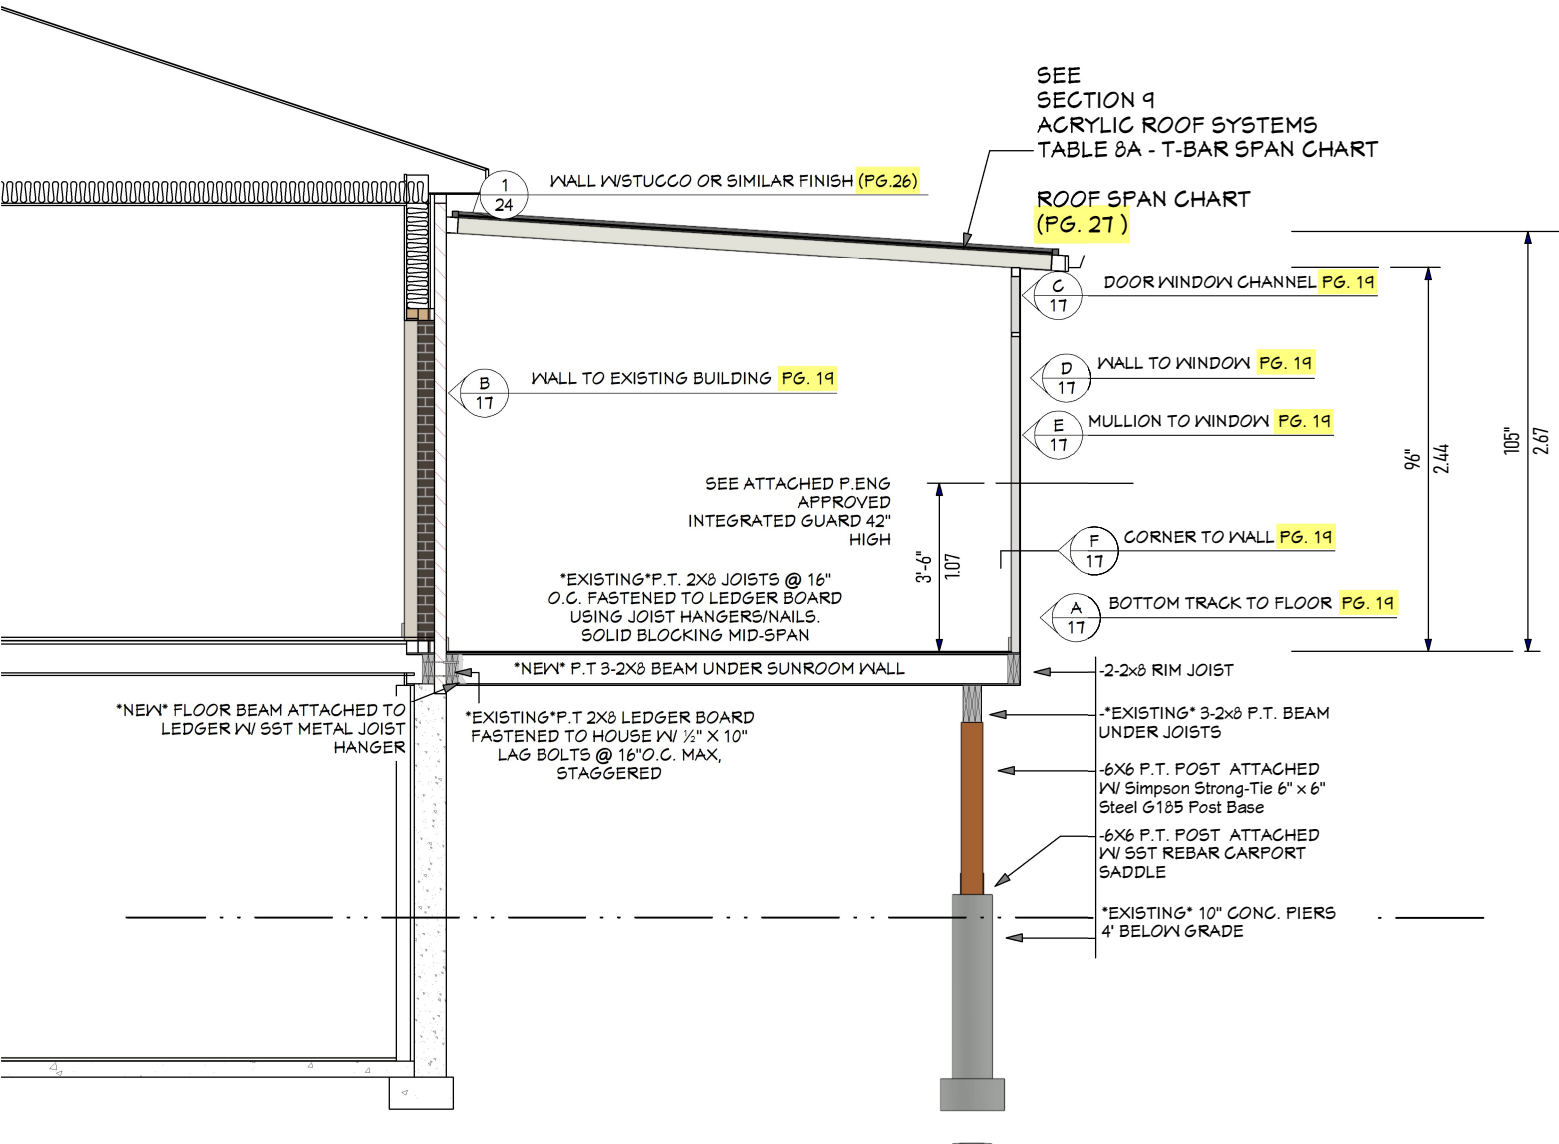 SEE
SECTION 9
ACRYLIC ROOF SYSTEMS
TABLE 8A - T-BAR SPAN CHART
1
24
WALL W/STUCCO OR SIMILAR FINISH (PG.26)
ROOF SPAN CHART
(PG. 27 )
C
17
DOOR WINDOW CHANNEL PG. 19
B
17
WALL TO EXISTING BUILDING PG. 19
D
17
WALL TO WINDOW PG. 19
E
17
MULLION TO WINDOW PG. 19
96"
2.44
105"
2.67
SEE ATTACHED P.ENG
APPROVED
INTEGRATED GUARD 42"
HIGH
3'-6"
1.07
F
17
CORNER TO WALL PG. 19
*EXISTING*P.T. 2X8 JOISTS @ 16"
O.C. FASTENED TO LEDGER BOARD
USING JOIST HANGERS/NAILS.
SOLID BLOCKING MID-SPAN
A
17
BOTTOM TRACK TO FLOOR PG. 19
*NEW* P.T 3-2X8 BEAM UNDER SUNROOM WALL
-2-2x8 RIM JOIST
*NEW* FLOOR BEAM ATTACHED TO
LEDGER W/ SST METAL JOIST
HANGER
*EXISTING*P.T 2X8 LEDGER BOARD
FASTENED TO HOUSE W/ ½" X 10"
LAG BOLTS @ 16"O.C. MAX,
STAGGERED
-*EXISTING* 3-2x8 P.T. BEAM
UNDER JOISTS
-6X6 P.T. POST ATTACHED
W/ Simpson Strong-Tie 6" x 6"
Steel G185 Post Base
-6X6 P.T. POST ATTACHED
W/ SST REBAR CARPORT
SADDLE
*EXISTING* 10" CONC. PIERS
4' BELOW GRADE